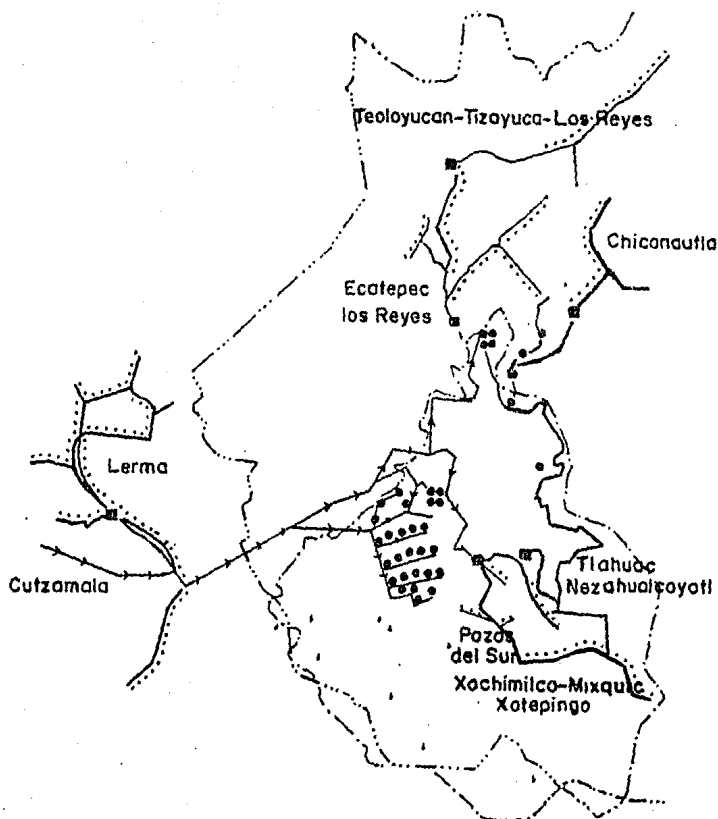 Teoloyucan-Tizayuca-Los Reyes
Chiconautla
Ecatepec
los Reyes
Lerma
Cutzamala
Tlahuac
Nezahualcoyotl
Pozos
del Sur
Xochimilco-Mixquic
Xotepingo